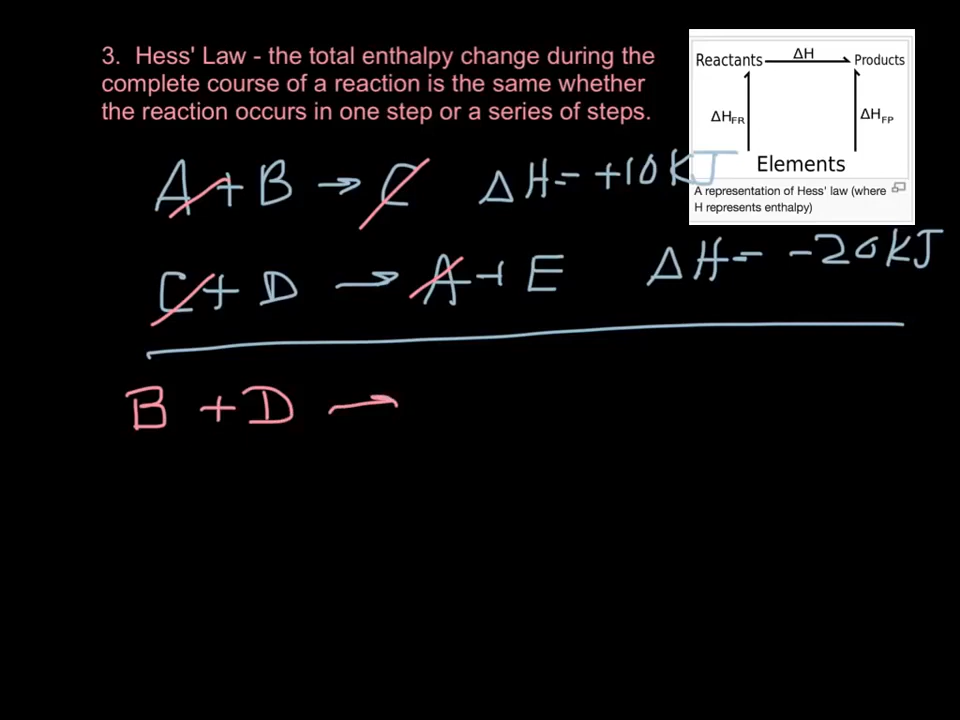 3. Hess' Law - the total enthalpy change during the
complete course of a reaction is the same whether
the reaction occurs in one step or a series of steps.
Reactants ΔH Products
ΔHFR ΔHFP
Elements
A representation of Hess' law (where
H represents enthalpy)
A + B → C ΔH = +10 KJ
C + D → A + E ΔH = -20 KJ
B + D →